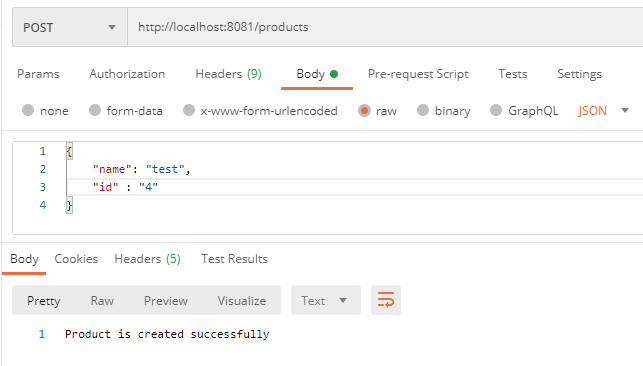 POST http://localhost:8081/products
Params Authorization Headers (9) Body Pre-request Script Tests Settings
none form-data x-www-form-urlencoded raw binary GraphQL JSON
1 {
2 "name": "test",
3 "id" : "4"
4 }
Body Cookies Headers (5) Test Results
Pretty Raw Preview Visualize Text
1 Product is created successfully